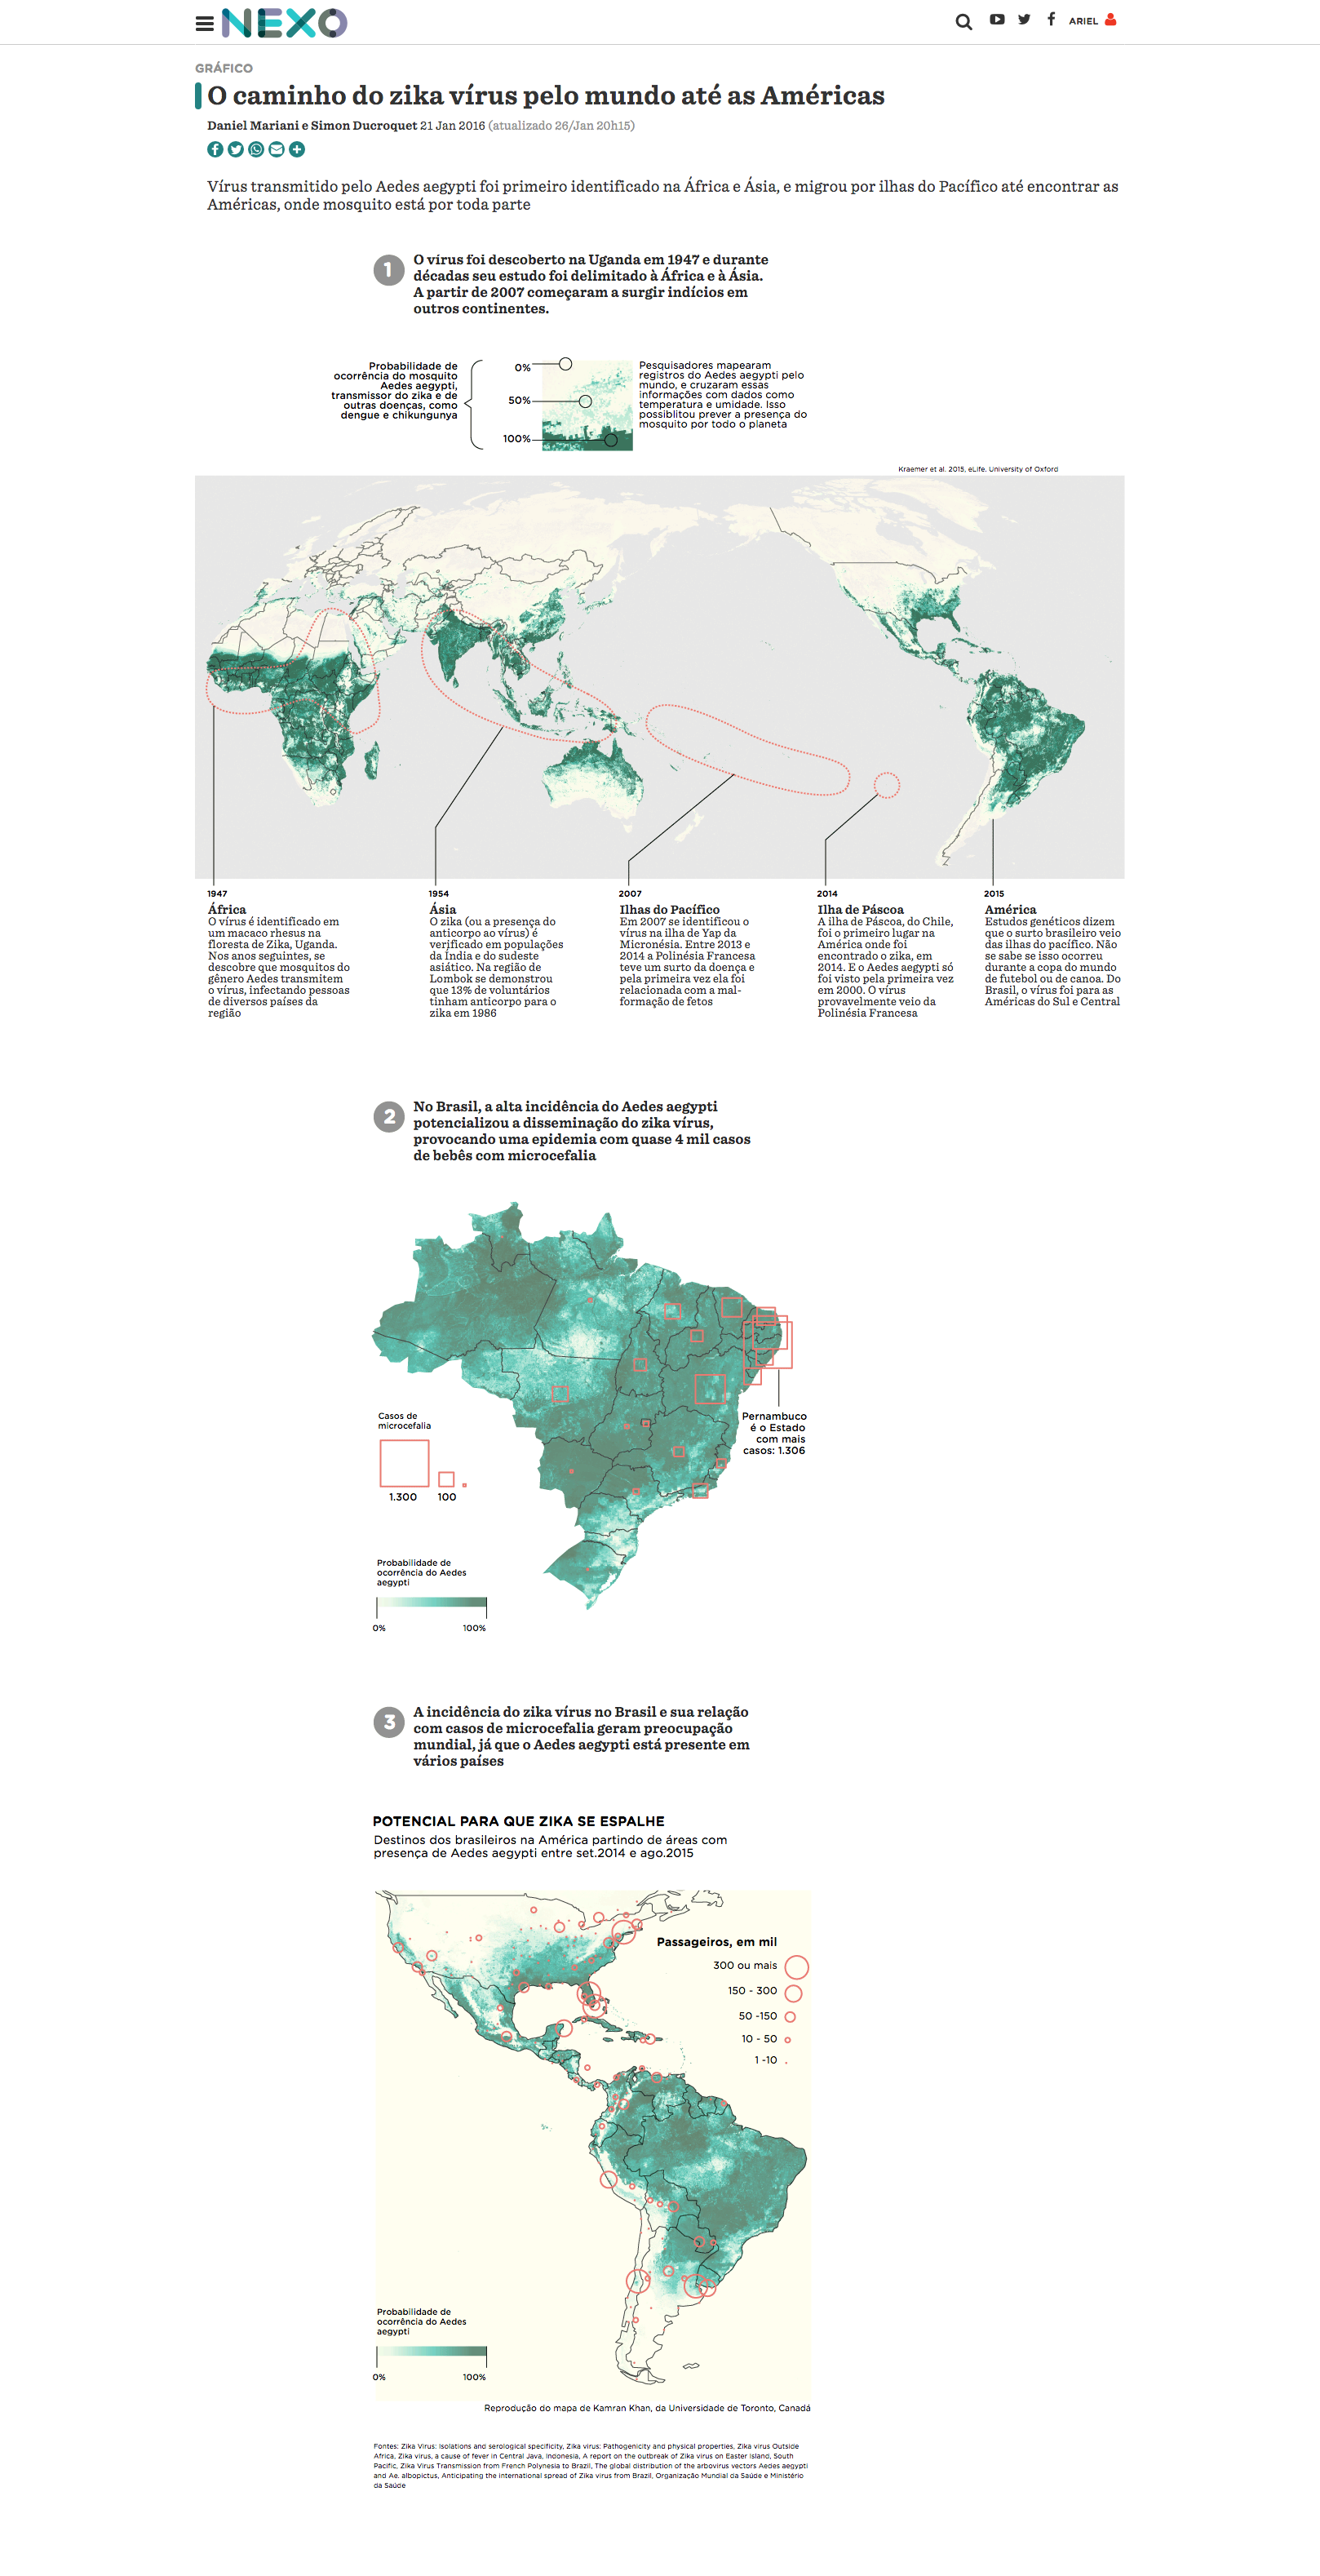 NEXO
ARIEL
GRÁFICO
O caminho do zika vírus pelo mundo até as Américas
Daniel Mariani e Simon Ducroquet 21 Jan 2016 (atualizado 26/Jan 20h15)
Vírus transmitido pelo Aedes aegypti foi primeiro identificado na África e Ásia, e migrou por ilhas do Pacífico até encontrar as
Américas, onde mosquito está por toda parte
1
O vírus foi descoberto na Uganda em 1947 e durante
décadas seu estudo foi delimitado à África e à Ásia.
A partir de 2007 começaram a surgir indícios em
outros continentes.
Probabilidade de
ocorrência do mosquito
Aedes aegypti,
transmissor do zika e de
outras doenças, como
dengue e chikungunya
0%
50%
100%
Pesquisadores mapearam
registros do Aedes aegypti pelo
mundo, e cruzaram essas
informações com dados como
temperatura e umidade. Isso
possiblitou prever a presença do
mosquito por todo o planeta
Kraemer et al. 2015, eLife. University of Oxford
1947
África
O vírus é identificado em
um macaco rhesus na
floresta de Zika, Uganda.
Nos anos seguintes, se
descobre que mosquitos do
gênero Aedes transmitem
o vírus, infectando pessoas
de diversos países da
região
1954
Ásia
O zika (ou a presença do
anticorpo ao vírus) é
verificado em populações
da Índia e do sudeste
asiático. Na região de
Lombok se demonstrou
que 13% de voluntários
tinham anticorpo para o
zika em 1986
2007
Ilhas do Pacífico
Em 2007 se identificou o
vírus na ilha de Yap da
Micronésia. Entre 2013 e
2014 a Polinésia Francesa
teve um surto da doença e
pela primeira vez ela foi
relacionada com a mal-
formação de fetos
2014
Ilha de Páscoa
A ilha de Páscoa, do Chile,
foi o primeiro lugar na
América onde foi
encontrado o zika, em
2014. E o Aedes aegypti só
foi visto pela primeira vez
em 2000. O vírus
provavelmente veio da
Polinésia Francesa
2015
América
Estudos genéticos dizem
que o surto brasileiro veio
das ilhas do pacífico. Não
se sabe se isso ocorreu
durante a copa do mundo
de futebol ou de canoa. Do
Brasil, o vírus foi para as
Américas do Sul e Central
2
No Brasil, a alta incidência do Aedes aegypti
potencializou a disseminação do zika vírus,
provocando uma epidemia com quase 4 mil casos
de bebês com microcefalia
Casos de
microcefalia
1.300
100
Pernambuco
é o Estado
com mais
casos: 1.306
Probabilidade de
ocorrência do Aedes
aegypti
0%
100%
3
A incidência do zika vírus no Brasil e sua relação
com casos de microcefalia geram preocupação
mundial, já que o Aedes aegypti está presente em
vários países
POTENCIAL PARA QUE ZIKA SE ESPALHE
Destinos dos brasileiros na América partindo de áreas com
presença de Aedes aegypti entre set.2014 e ago.2015
Passageiros, em mil
300 ou mais
150 - 300
50 -150
10 - 50
1 -10
Probabilidade de
ocorrência do Aedes
aegypti
0%
100%
Reprodução do mapa de Kamran Khan, da Universidade de Toronto, Canadá
Fontes: Zika Virus: Isolations and serological specificity, Zika virus: Pathogenicity and physical properties, Zika virus Outside
Africa, Zika virus, a cause of fever in Central Java, Indonesia, A report on the outbreak of Zika virus on Easter Island, South
Pacific, Zika Virus Transmission from French Polynesia to Brazil, The global distribution of the arbovirus vectors Aedes aegypti
and Ae. albopictus, Anticipating the international spread of Zika virus from Brazil, Organização Mundial da Saúde e Ministério
da Saúde